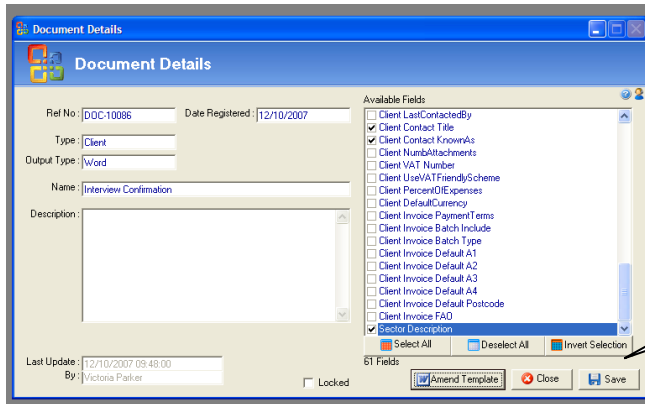 Document Details
Document Details
Ref No : DOC-10086
Date Registered : 12/10/2007
Type : Client
Output Type : Word
Name : Interview Confirmation
Description :
Last Update : 12/10/2007 09:48:00
By : Victoria Parker
Locked
Available Fields
Client LastContactedBy
Client Contact Title
Client Contact KnownAs
Client NumbAttachments
Client VAT Number
Client UseVATFriendlyScheme
Client PercentOfExpenses
Client DefaultCurrency
Client Invoice PaymentTerms
Client Invoice Batch Include
Client Invoice Batch Type
Client Invoice Default A1
Client Invoice Default A2
Client Invoice Default A3
Client Invoice Default A4
Client Invoice Default Postcode
Client Invoice FAO
Sector Description
Select All Deselect All Invert Selection
61 Fields
Amend Template Close Save